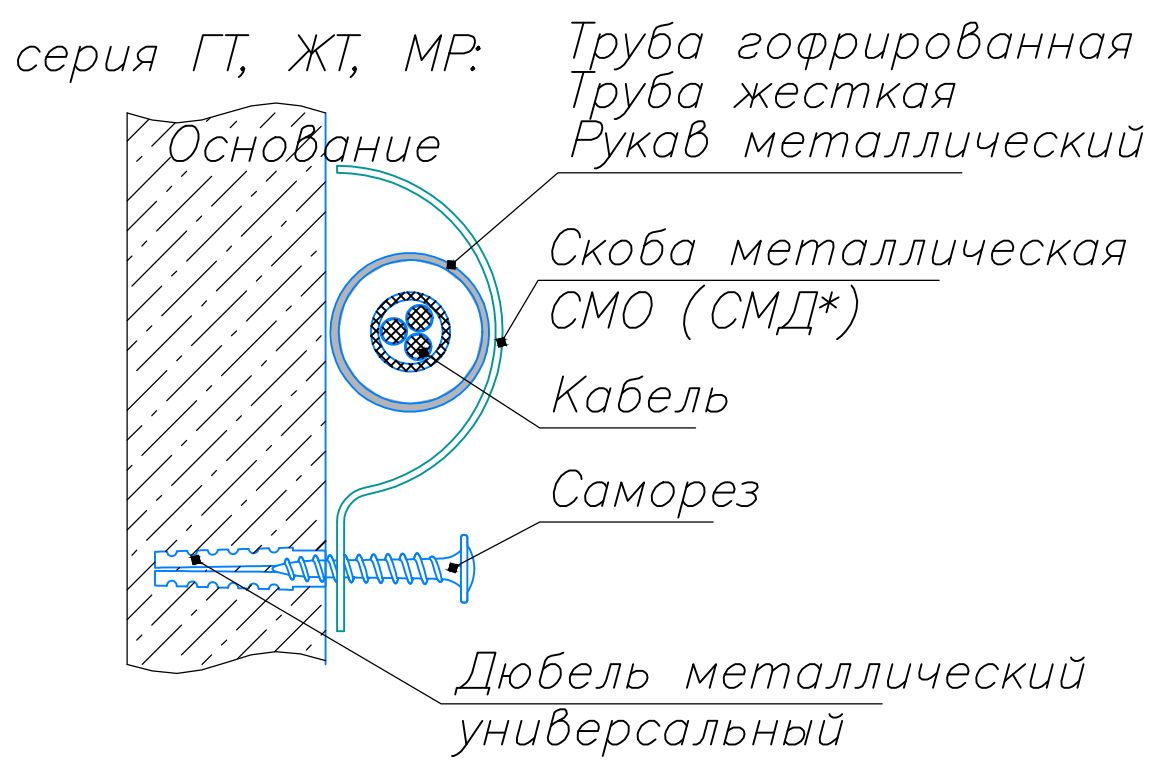 серия ГТ, ЖТ, МР:
Труба гофрированная
Труба жесткая
Рукав металлический
Основание
Скоба металлическая
СМО (СМД*)
Кабель
Саморез
Дюбель металлический
универсальный